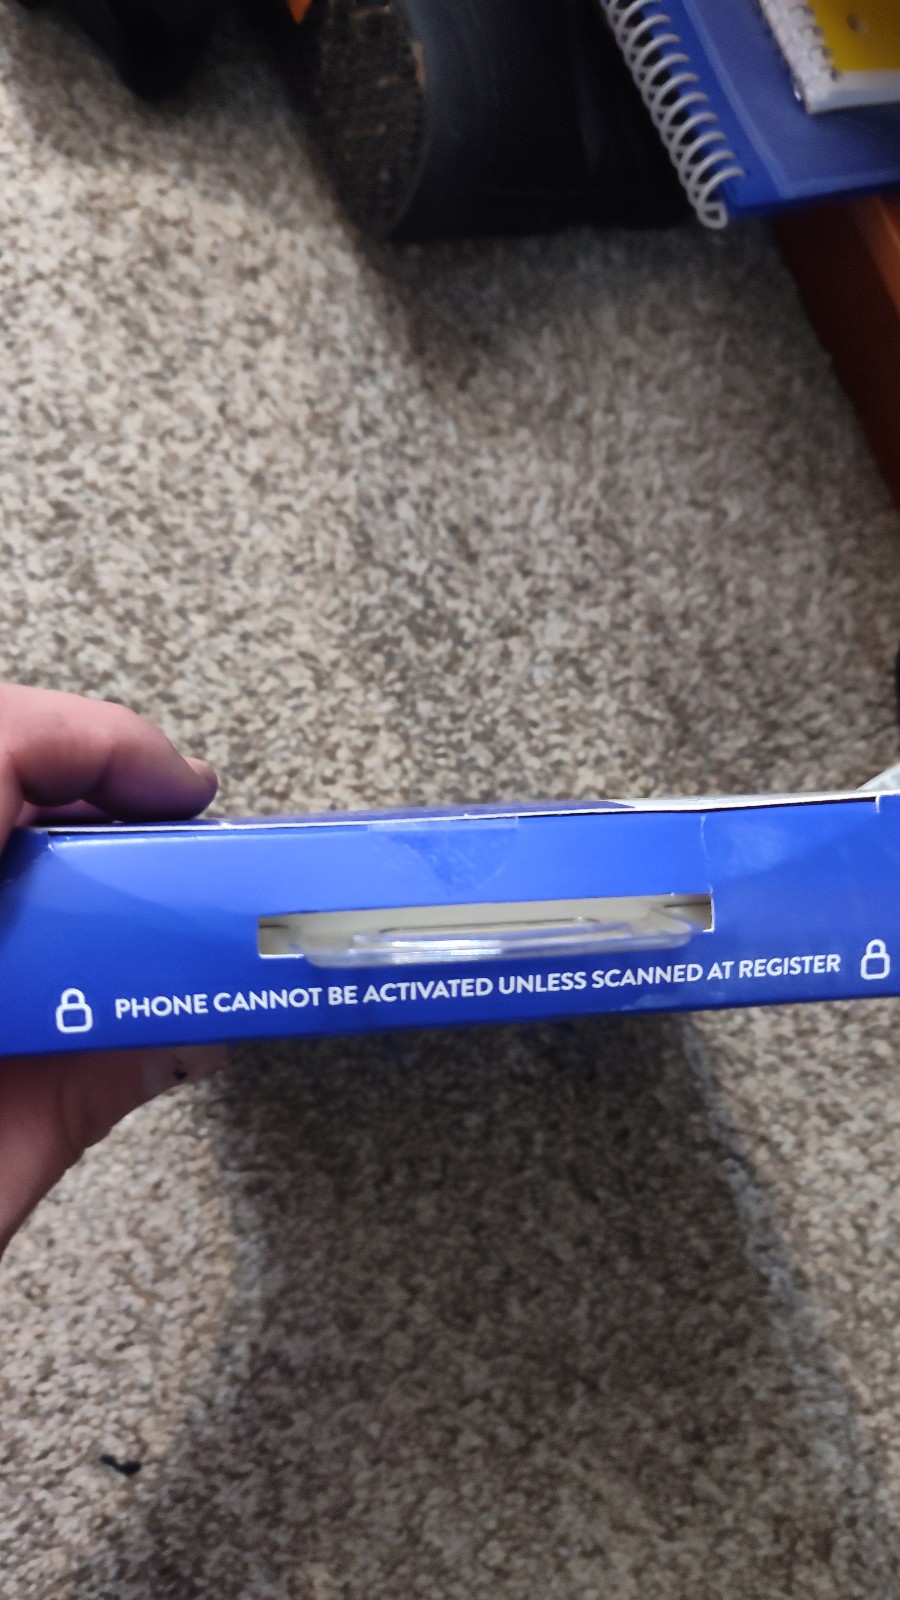 PHONE CANNOT BE ACTIVATED UNLESS SCANNED AT REGISTER